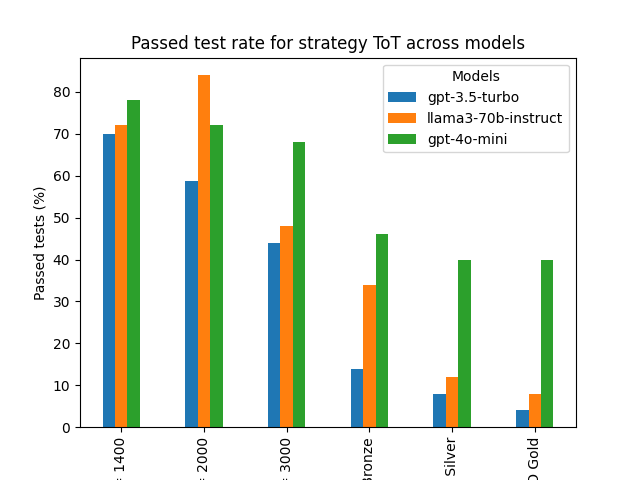 Passed test rate for strategy ToT across models
Models
gpt-3.5-turbo
llama3-70b-instruct
gpt-4o-mini
Passed tests (%)
80
70
60
50
40
30
20
10
0
= 1400
= 2000
= 3000
Bronze
Silver
O Gold